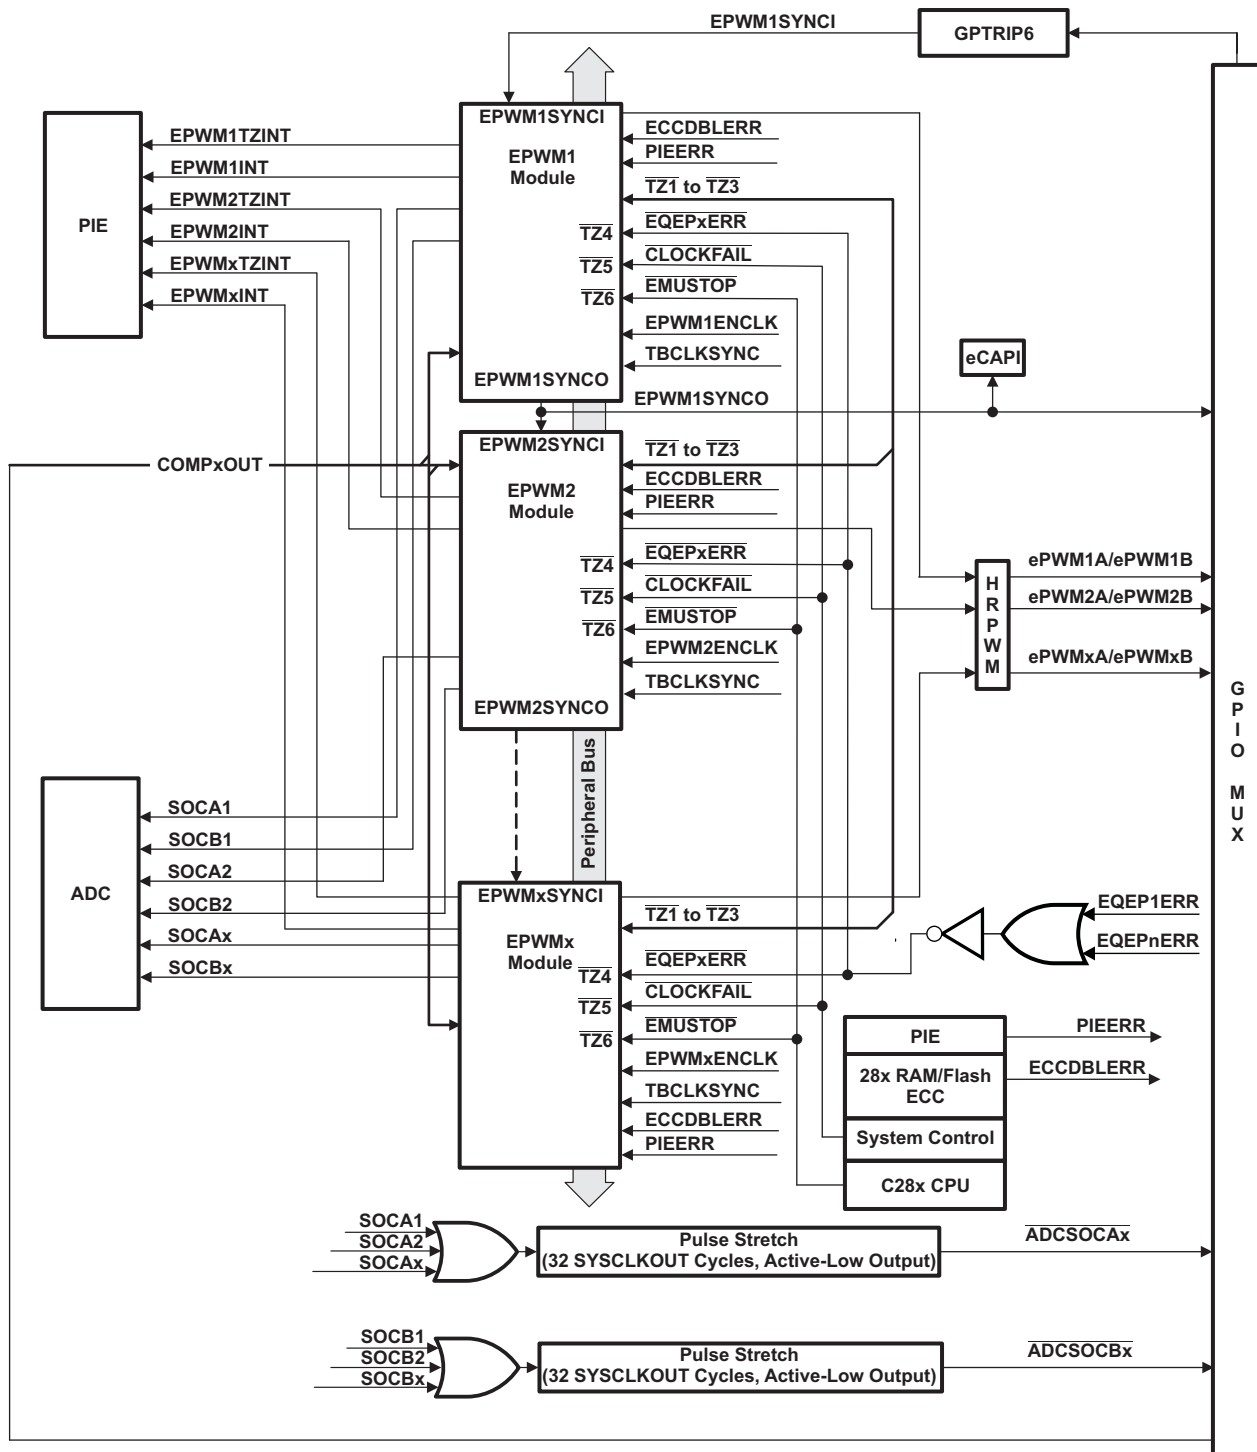 EPWM1SYNCI
GPTRIP6
PIE
EPWM1TZINT
EPWM1INT
EPWM2TZINT
EPWM2INT
EPWMxTZINT
EPWMxINT
EPWM1SYNCI
EPWM1
Module
TZ4
TZ5
TZ6
EPWM1SYNCO
ECCDBLERR
PIEERR
TZ1 to TZ3
EQEPxERR
CLOCKFAIL
EMUSTOP
EPWM1ENCLK
TBCLKSYNC
eCAPI
EPWM1SYNCO
COMPxOUT
EPWM2SYNCI
EPWM2
Module
TZ4
TZ5
TZ6
EPWM2SYNCO
TZ1 to TZ3
ECCDBLERR
PIEERR
EQEPxERR
CLOCKFAIL
EMUSTOP
EPWM2ENCLK
TBCLKSYNC
HRPWM
ePWM1A/ePWM1B
ePWM2A/ePWM2B
ePWMxA/ePWMxB
GPIO MUX
Peripheral Bus
ADC
SOCA1
SOCB1
SOCA2
SOCB2
SOCAx
SOCBx
EPWMxSYNCI
EPWMx
Module
TZ4
TZ5
TZ6
TZ1 to TZ3
EQEPxERR
CLOCKFAIL
EMUSTOP
EPWMxENCLK
TBCLKSYNC
ECCDBLERR
PIEERR
EQEP1ERR
EQEPnERR
PIE
28x RAM/Flash
ECC
System Control
C28x CPU
PIEERR
ECCDBLERR
SOCA1
SOCA2
SOCAx
Pulse Stretch
(32 SYSCLKOUT Cycles, Active-Low Output)
ADCSOCAx
SOCB1
SOCB2
SOCBx
Pulse Stretch
(32 SYSCLKOUT Cycles, Active-Low Output)
ADCSOCBx